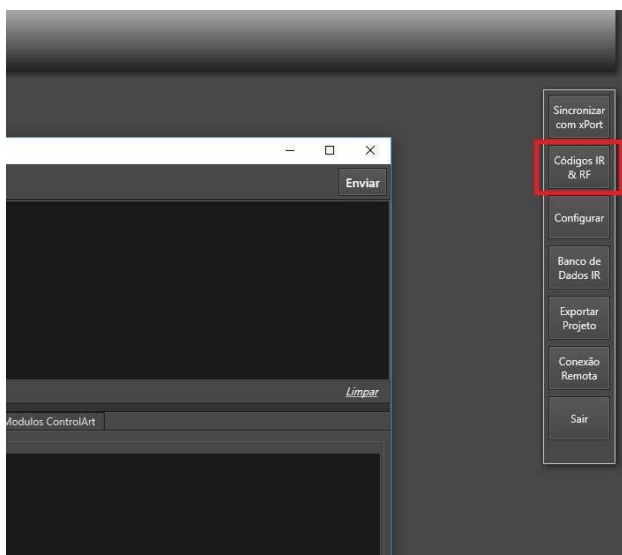 Sincronizar
com xPort
Códigos IR
& RF
Enviar
Configurar
Banco de
Dados IR
Exportar
Projeto
Conexão
Remota
Limpar
Modulos ControlArt
Sair